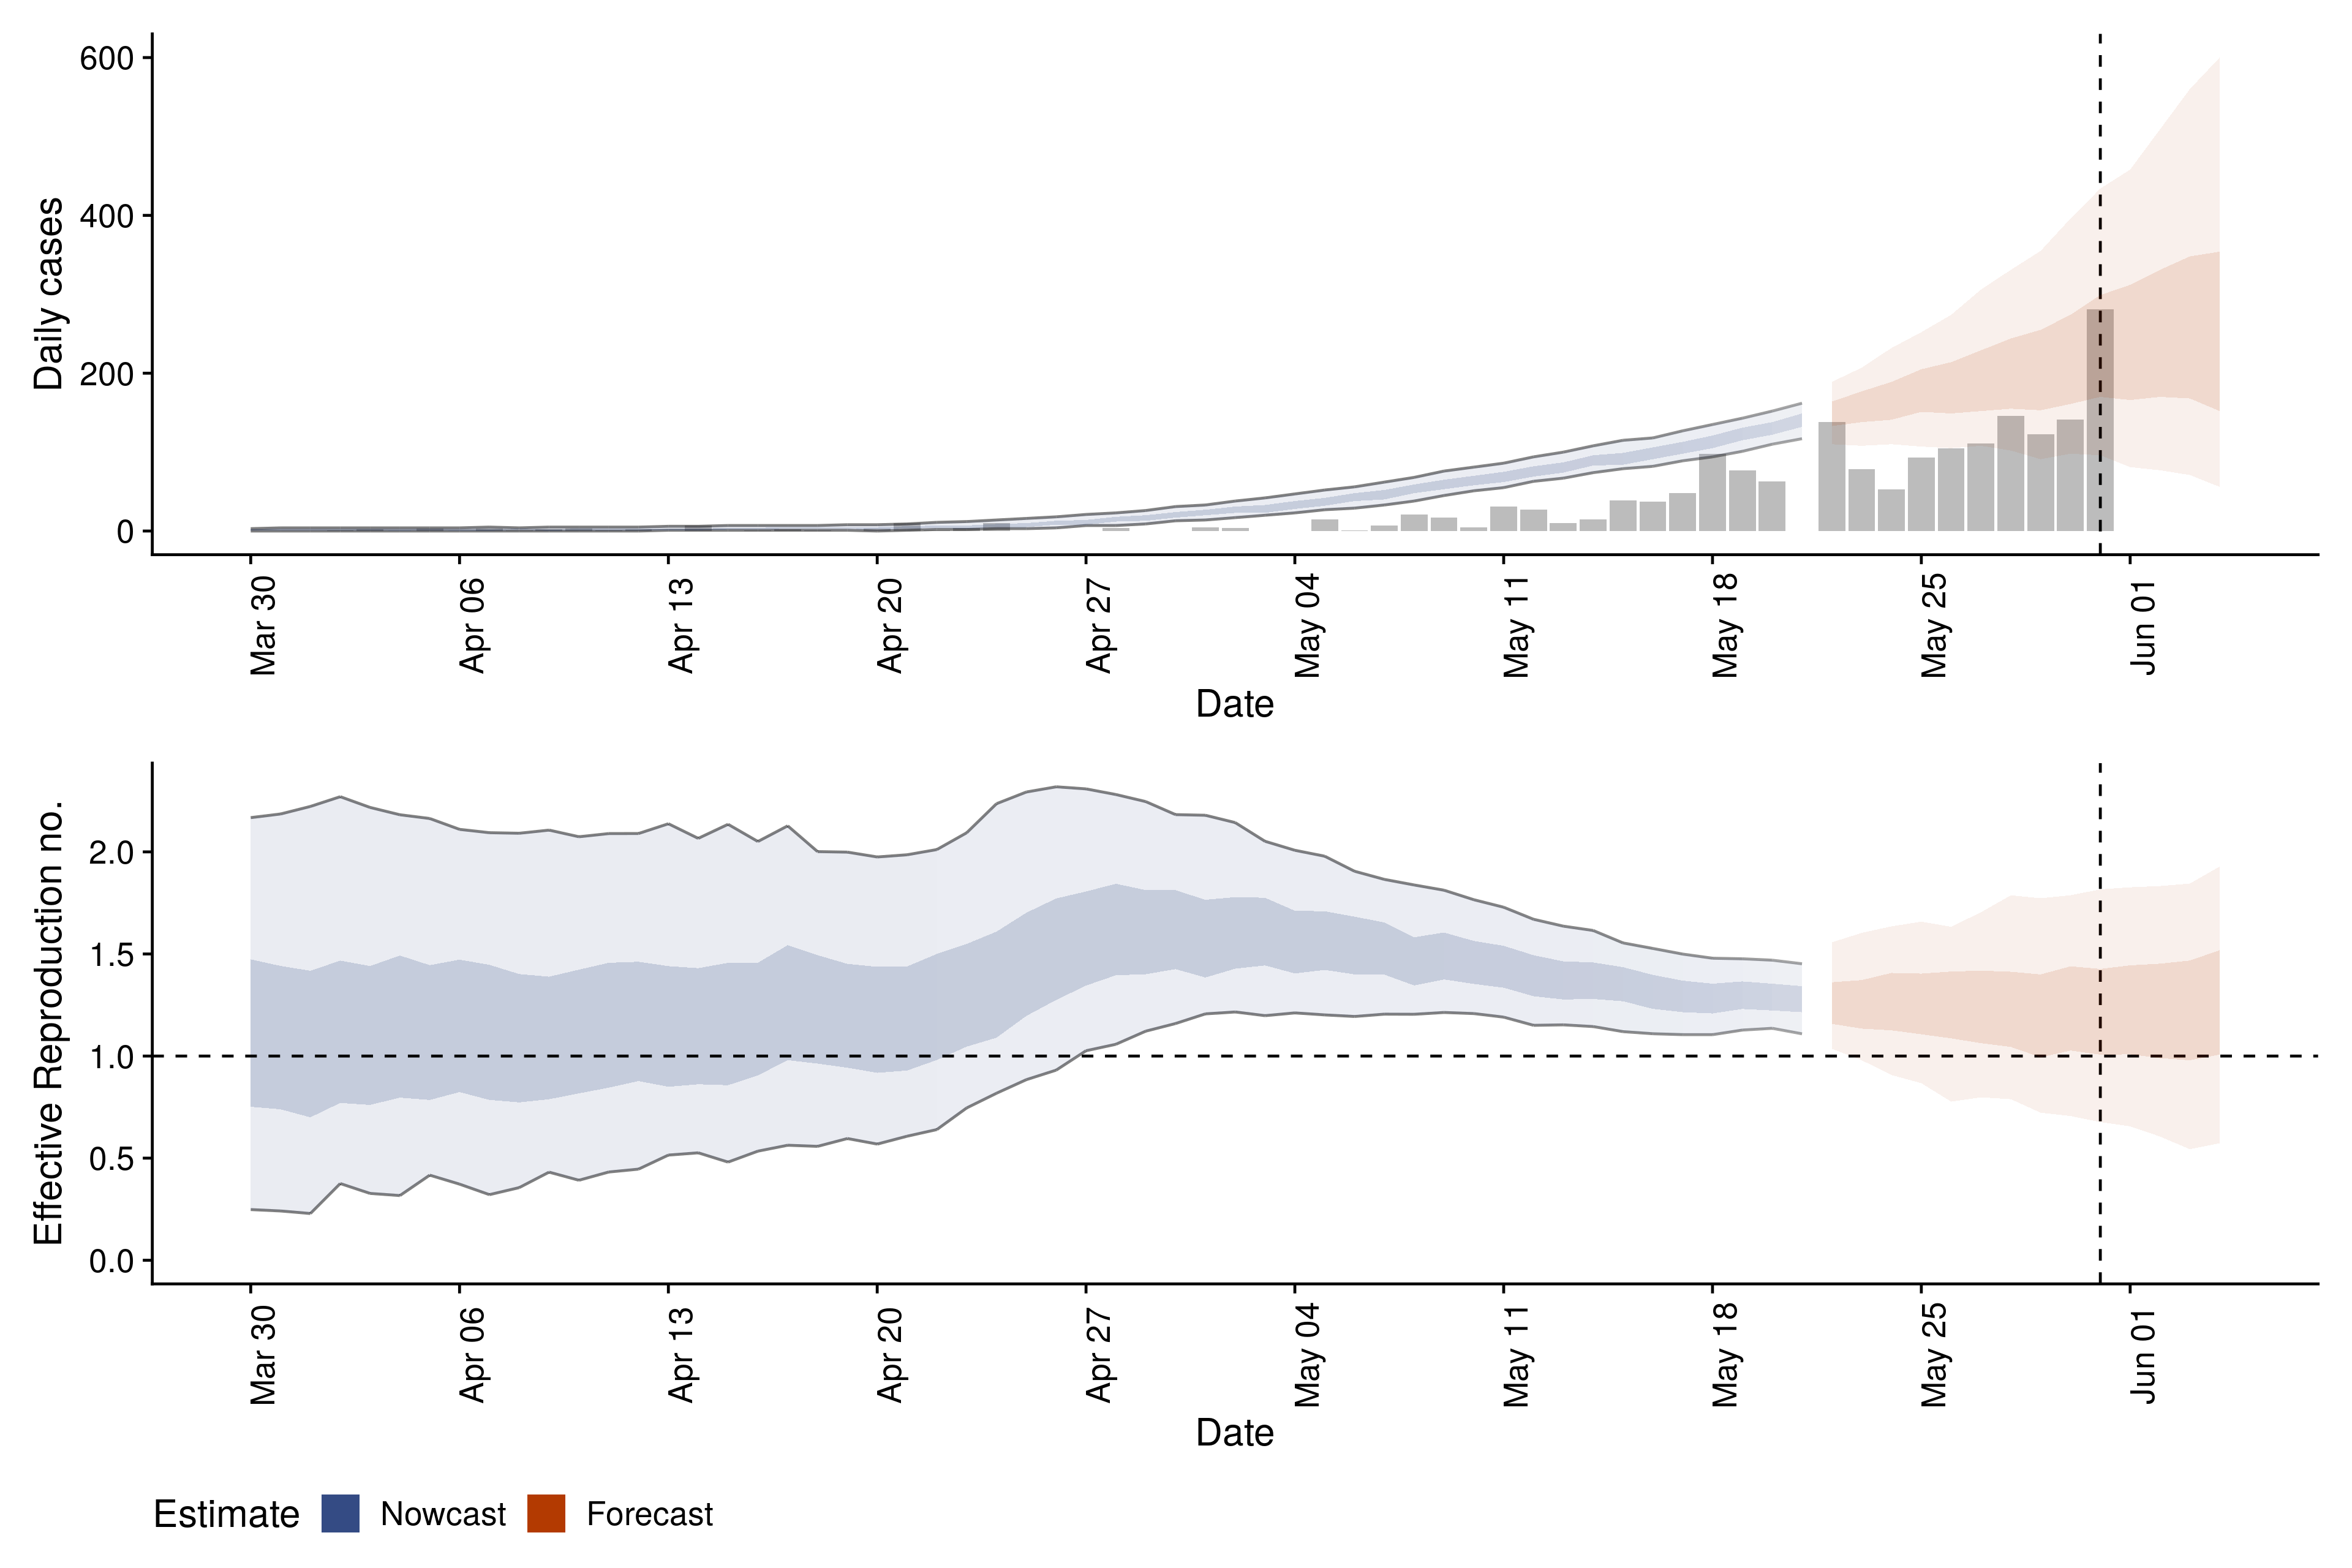 Daily cases
600
400
200
0
Mar 30
Apr 06
Apr 13
Apr 20
Apr 27
May 04
May 11
May 18
May 25
Jun 01
Date
Effective Reproduction no.
2.0
1.5
1.0
0.5
0.0
Mar 30
Apr 06
Apr 13
Apr 20
Apr 27
May 04
May 11
May 18
May 25
Jun 01
Date
Estimate Nowcast Forecast